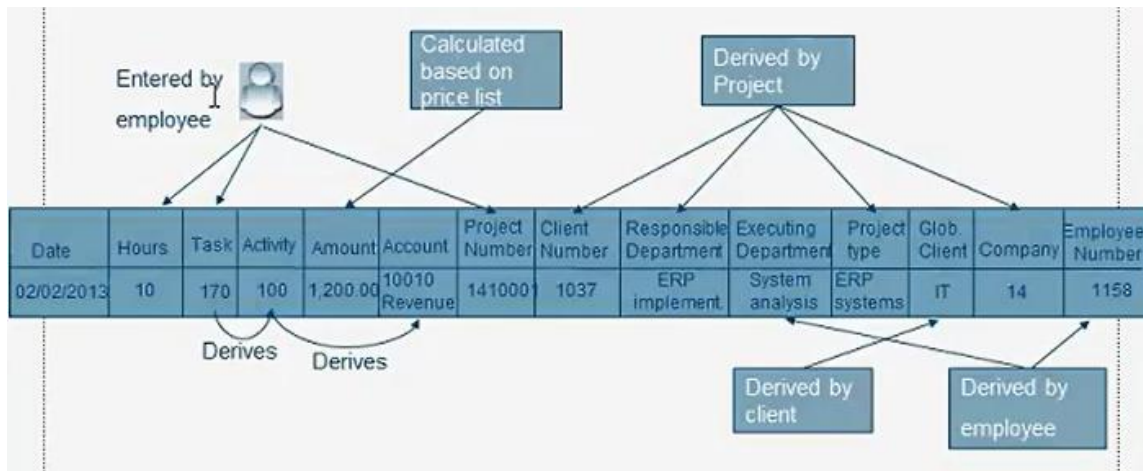 Entered by
employee
Calculated
based on
price list
Derived by
Project
Date Hours Task Activity Amount Account Project Number Client Number Responsible Department Executing Department Project type Glob. Client Company Employee Number
02/02/2013 10 170 100 1,200.00 10010 Revenue 1410001 1037 ERP implement. System analysis ERP systems IT 14 1158
Derives
Derives
Derived by
client
Derived by
employee